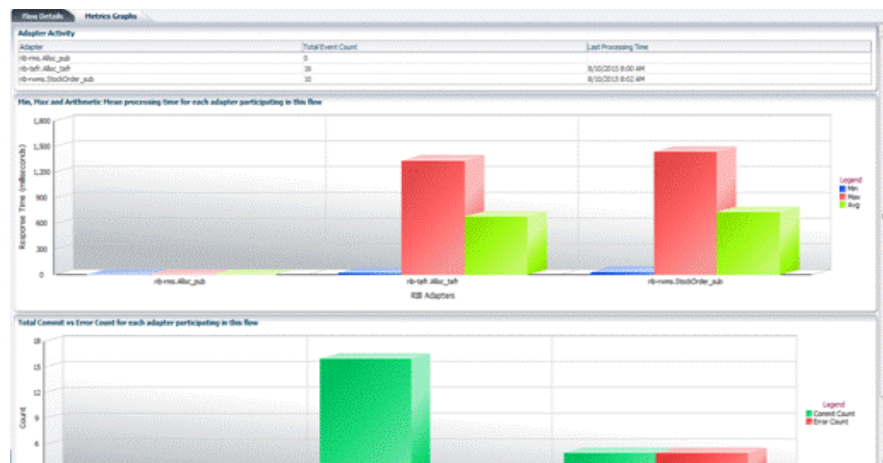 Flow Details Metrics Graphs
Adapter Activity
Adapter Total Event Count Last Processing Time
rib-rms.Alloc_pub 0
rib-tafr.Alloc_tafr 16 8/10/2015 8:00 AM
rib-rwms.StockOrder_sub 10 8/10/2015 8:02 AM
Min, Max and Arithmetic Mean processing time for each adapter participating in this flow
1,800
1,500
1,200
900
600
300
0
Response Time (milliseconds)
Legend
Min
Max
Avg
rib-rms.Alloc_pub rib-tafr.Alloc_tafr rib-rwms.StockOrder_sub
RIB Adapters
Total Commit vs Error Count for each adapter participating in this flow
18
15
12
9
6
Count
Legend
Commit Count
Error Count